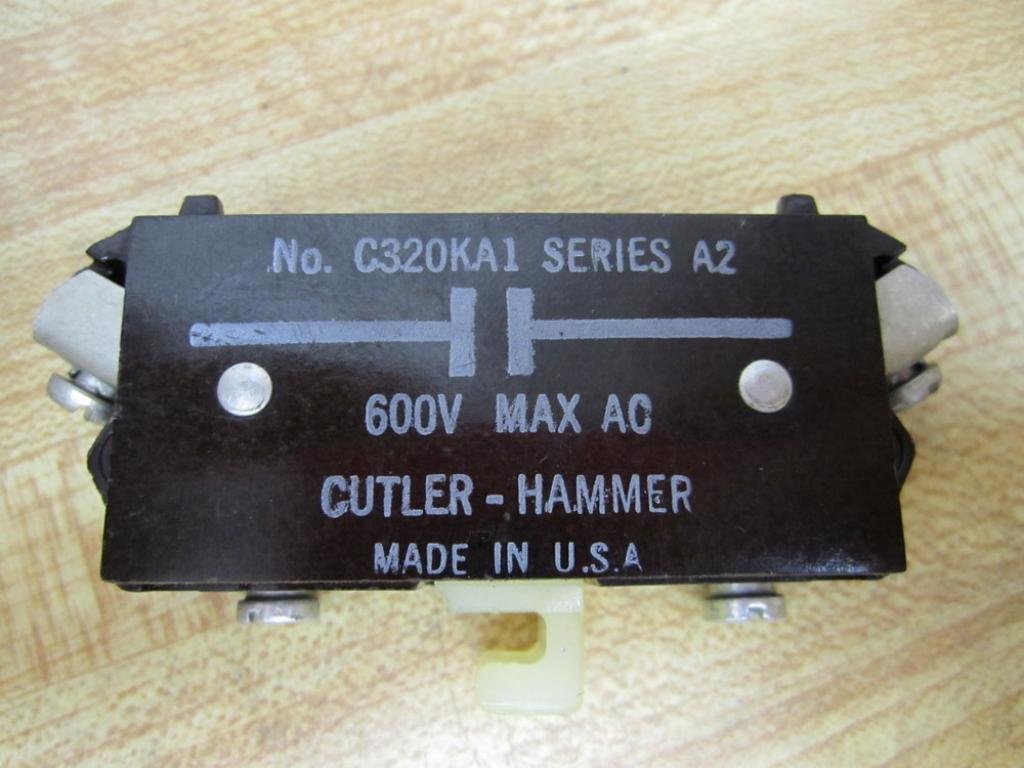 No. C320KA1 SERIES A2
600V MAX AC
CUTLER-HAMMER
MADE IN U.S.A